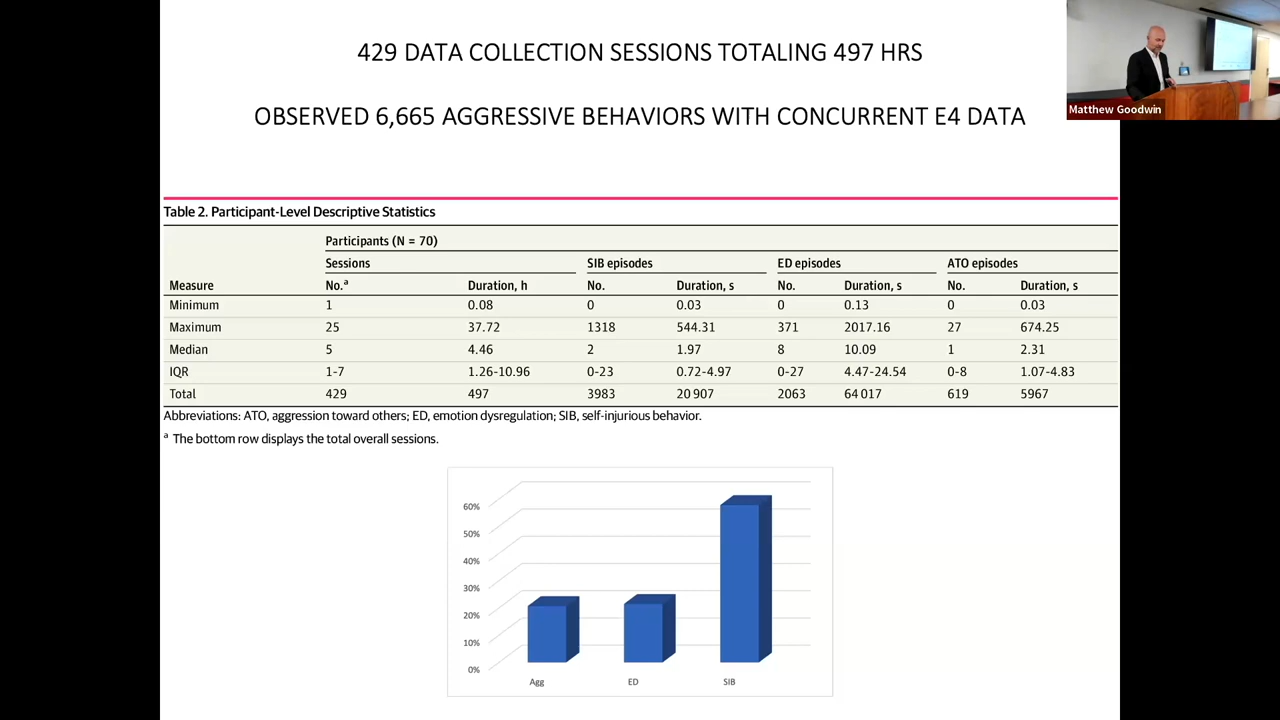 429 DATA COLLECTION SESSIONS TOTALING 497 HRS
OBSERVED 6,665 AGGRESSIVE BEHAVIORS WITH CONCURRENT E4 DATA
Matthew Goodwin
Table 2. Participant-Level Descriptive Statistics
Participants (N = 70)
Sessions SIB episodes ED episodes ATO episodes
Measure No.ª Duration, h No. Duration, s No. Duration, s No. Duration, s
Minimum 1 0.08 0 0.03 0 0.13 0 0.03
Maximum 25 37.72 1318 544.31 371 2017.16 27 674.25
Median 5 4.46 2 1.97 8 10.09 1 2.31
IQR 1-7 1.26-10.96 0-23 0.72-4.97 0-27 4.47-24.54 0-8 1.07-4.83
Total 429 497 3983 20 907 2063 64 017 619 5967
Abbreviations: ATO, aggression toward others; ED, emotion dysregulation; SIB, self-injurious behavior.
ª The bottom row displays the total overall sessions.
60%
50%
40%
30%
20%
10%
0%
Agg ED SIB